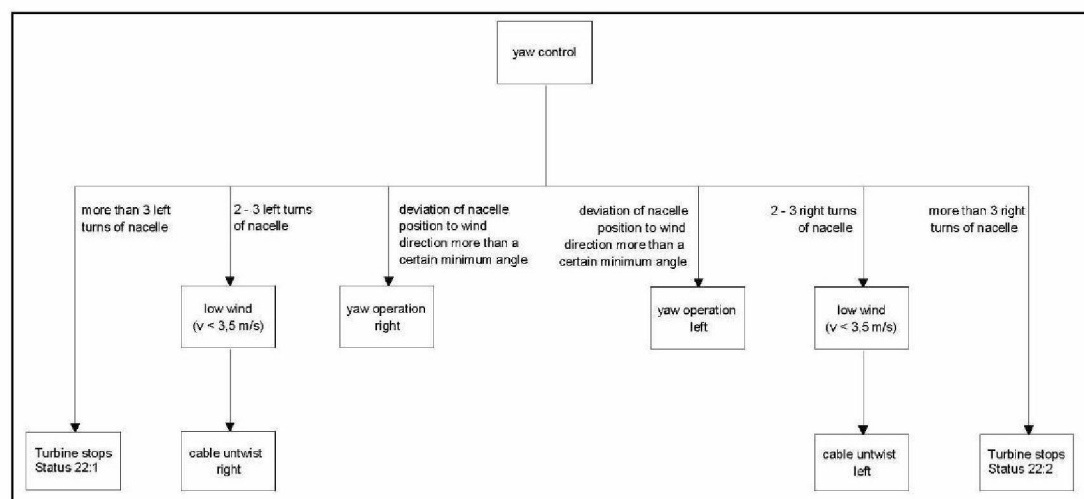 yaw control
more than 3 left
turns of nacelle
2 - 3 left turns
of nacelle
deviation of nacelle
position to wind
direction more than a
certain minimum angle
deviation of nacelle
position to wind
direction more than a
certain minimum angle
2 - 3 right turns
of nacelle
more than 3 right
turns of nacelle
low wind
(v < 3,5 m/s)
yaw operation
right
yaw operation
left
low wind
(v < 3,5 m/s)
Turbine stops
Status 22:1
cable untwist
right
cable untwist
left
Turbine stops
Status 22:2